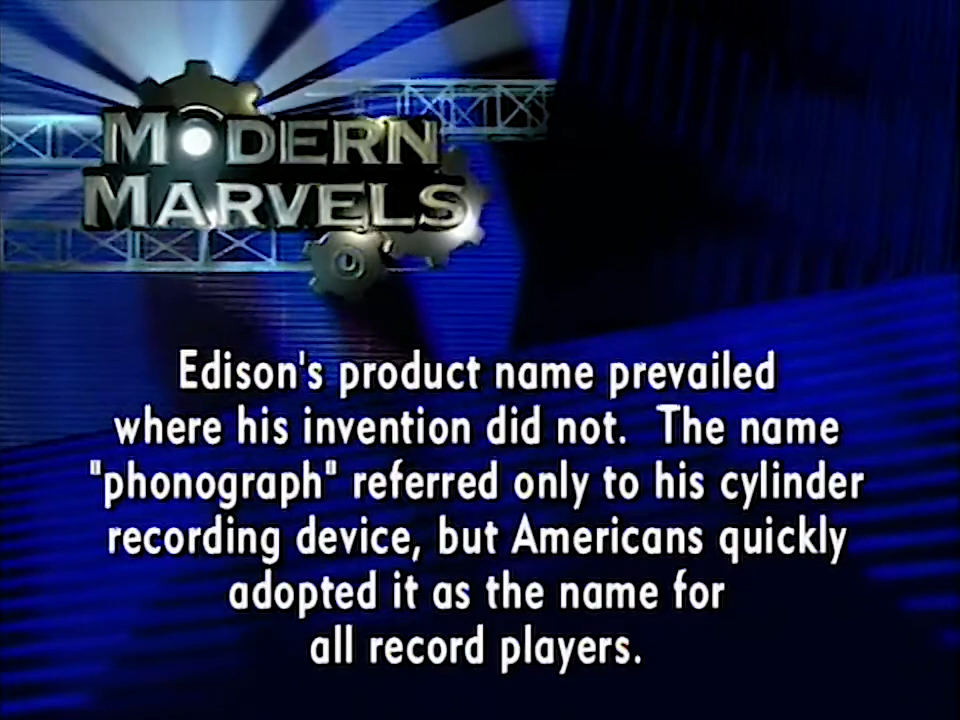 MODERN
MARVELS
Edison's product name prevailed
where his invention did not.  The name
"phonograph" referred only to his cylinder
recording device, but Americans quickly
adopted it as the name for
all record players.